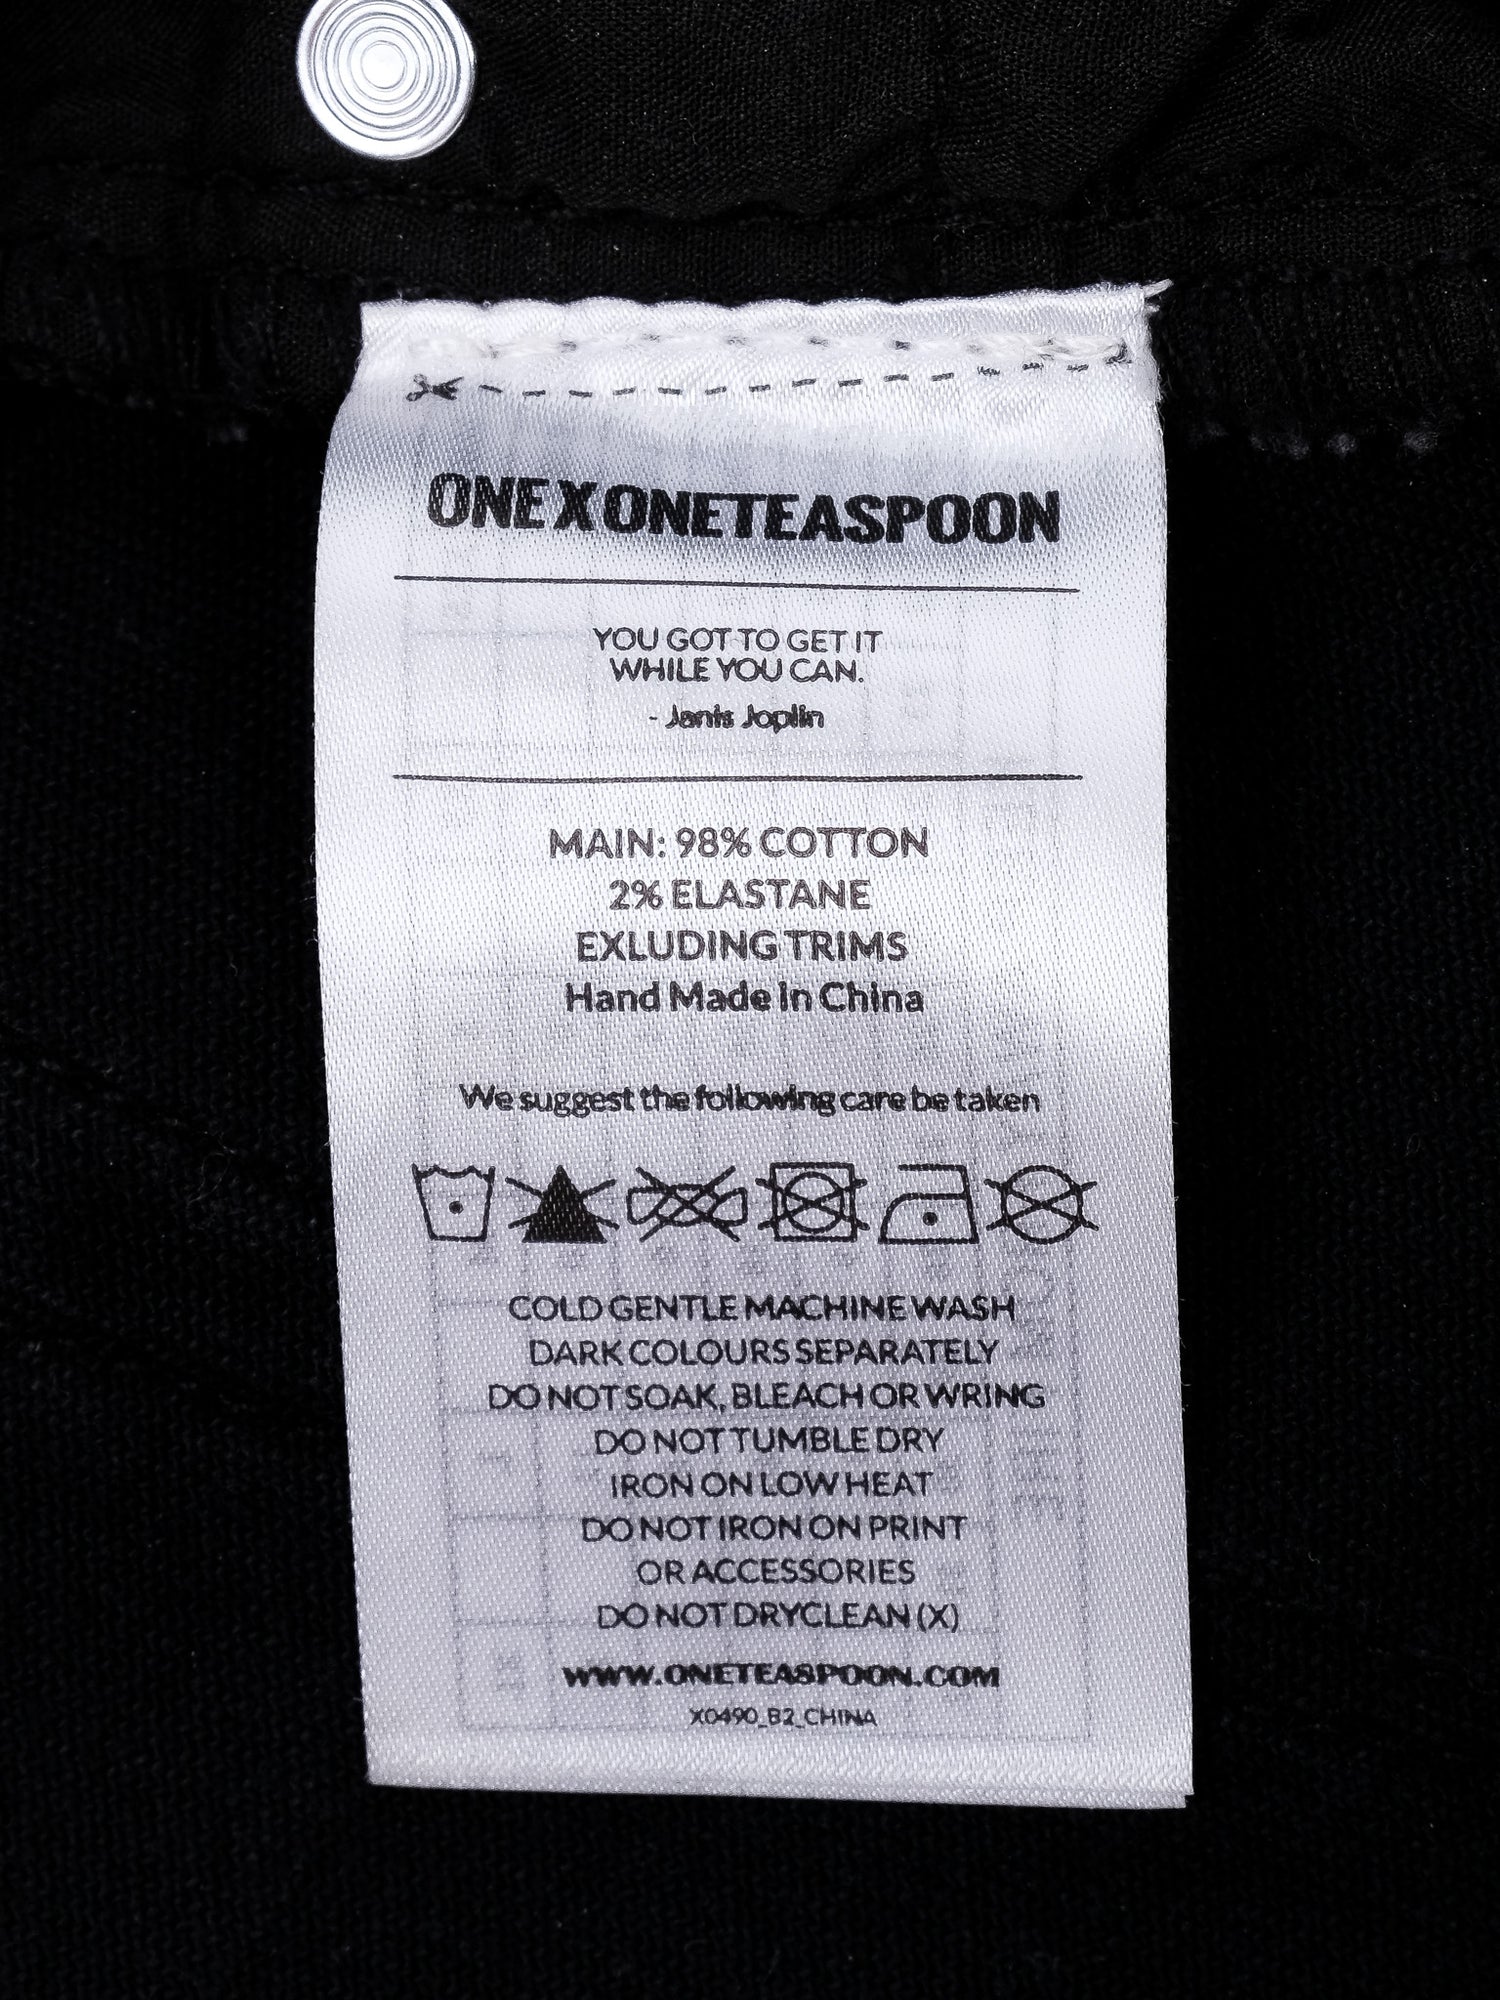 ONEXONETEASPOON
YOU GOT TO GET IT
WHILE YOU CAN.
- Janis Joplin
MAIN: 98% COTTON
2% ELASTANE
EXLUDING TRIMS
Hand Made in China
We suggest the following care be taken
COLD GENTLE MACHINE WASH
DARK COLOURS SEPARATELY
DO NOT SOAK, BLEACH OR WRING
DO NOT TUMBLE DRY
IRON ON LOW HEAT
DO NOT IRON ON PRINT
OR ACCESSORIES
DO NOT DRYCLEAN (X)
WWW.ONETEASPOON.COM
X0490_B2_CHINA